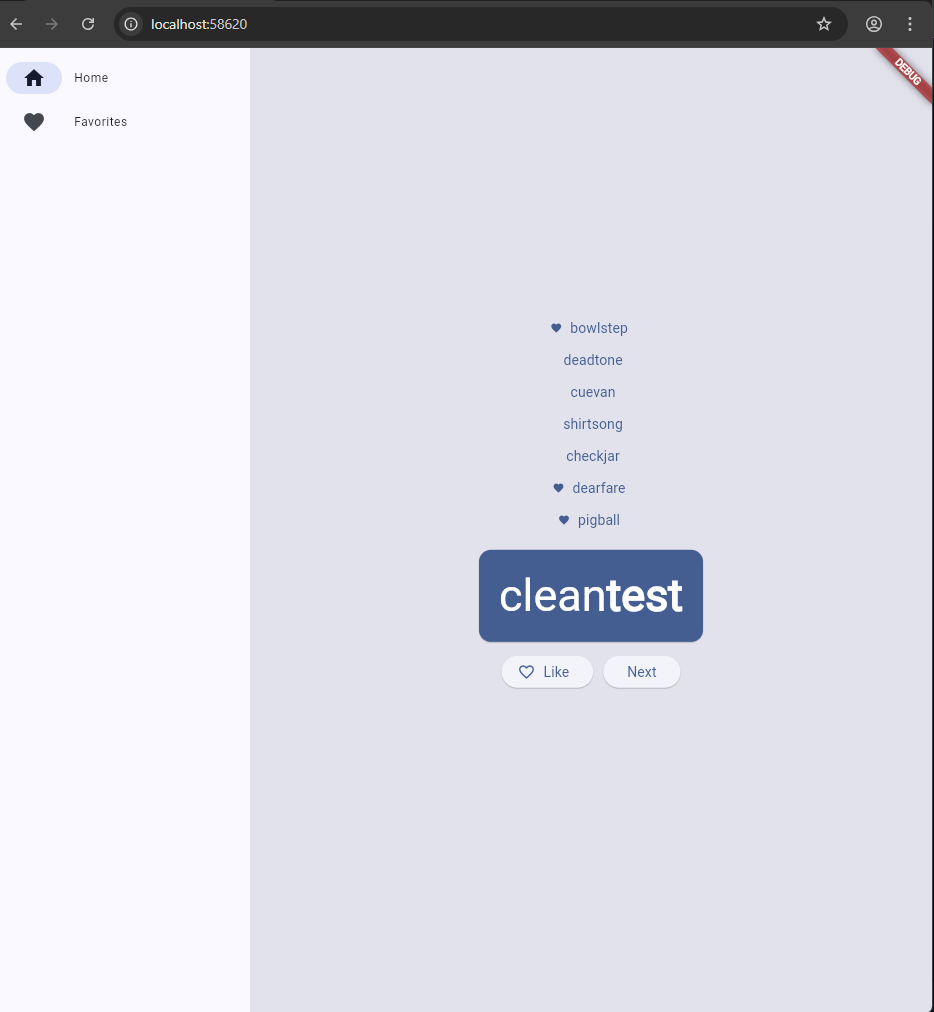 localhost:58620
DEBUG
Home
Favorites
bowlstep
deadtone
cuevan
shirtsong
checkjar
dearfare
pigball
cleantest
Like Next